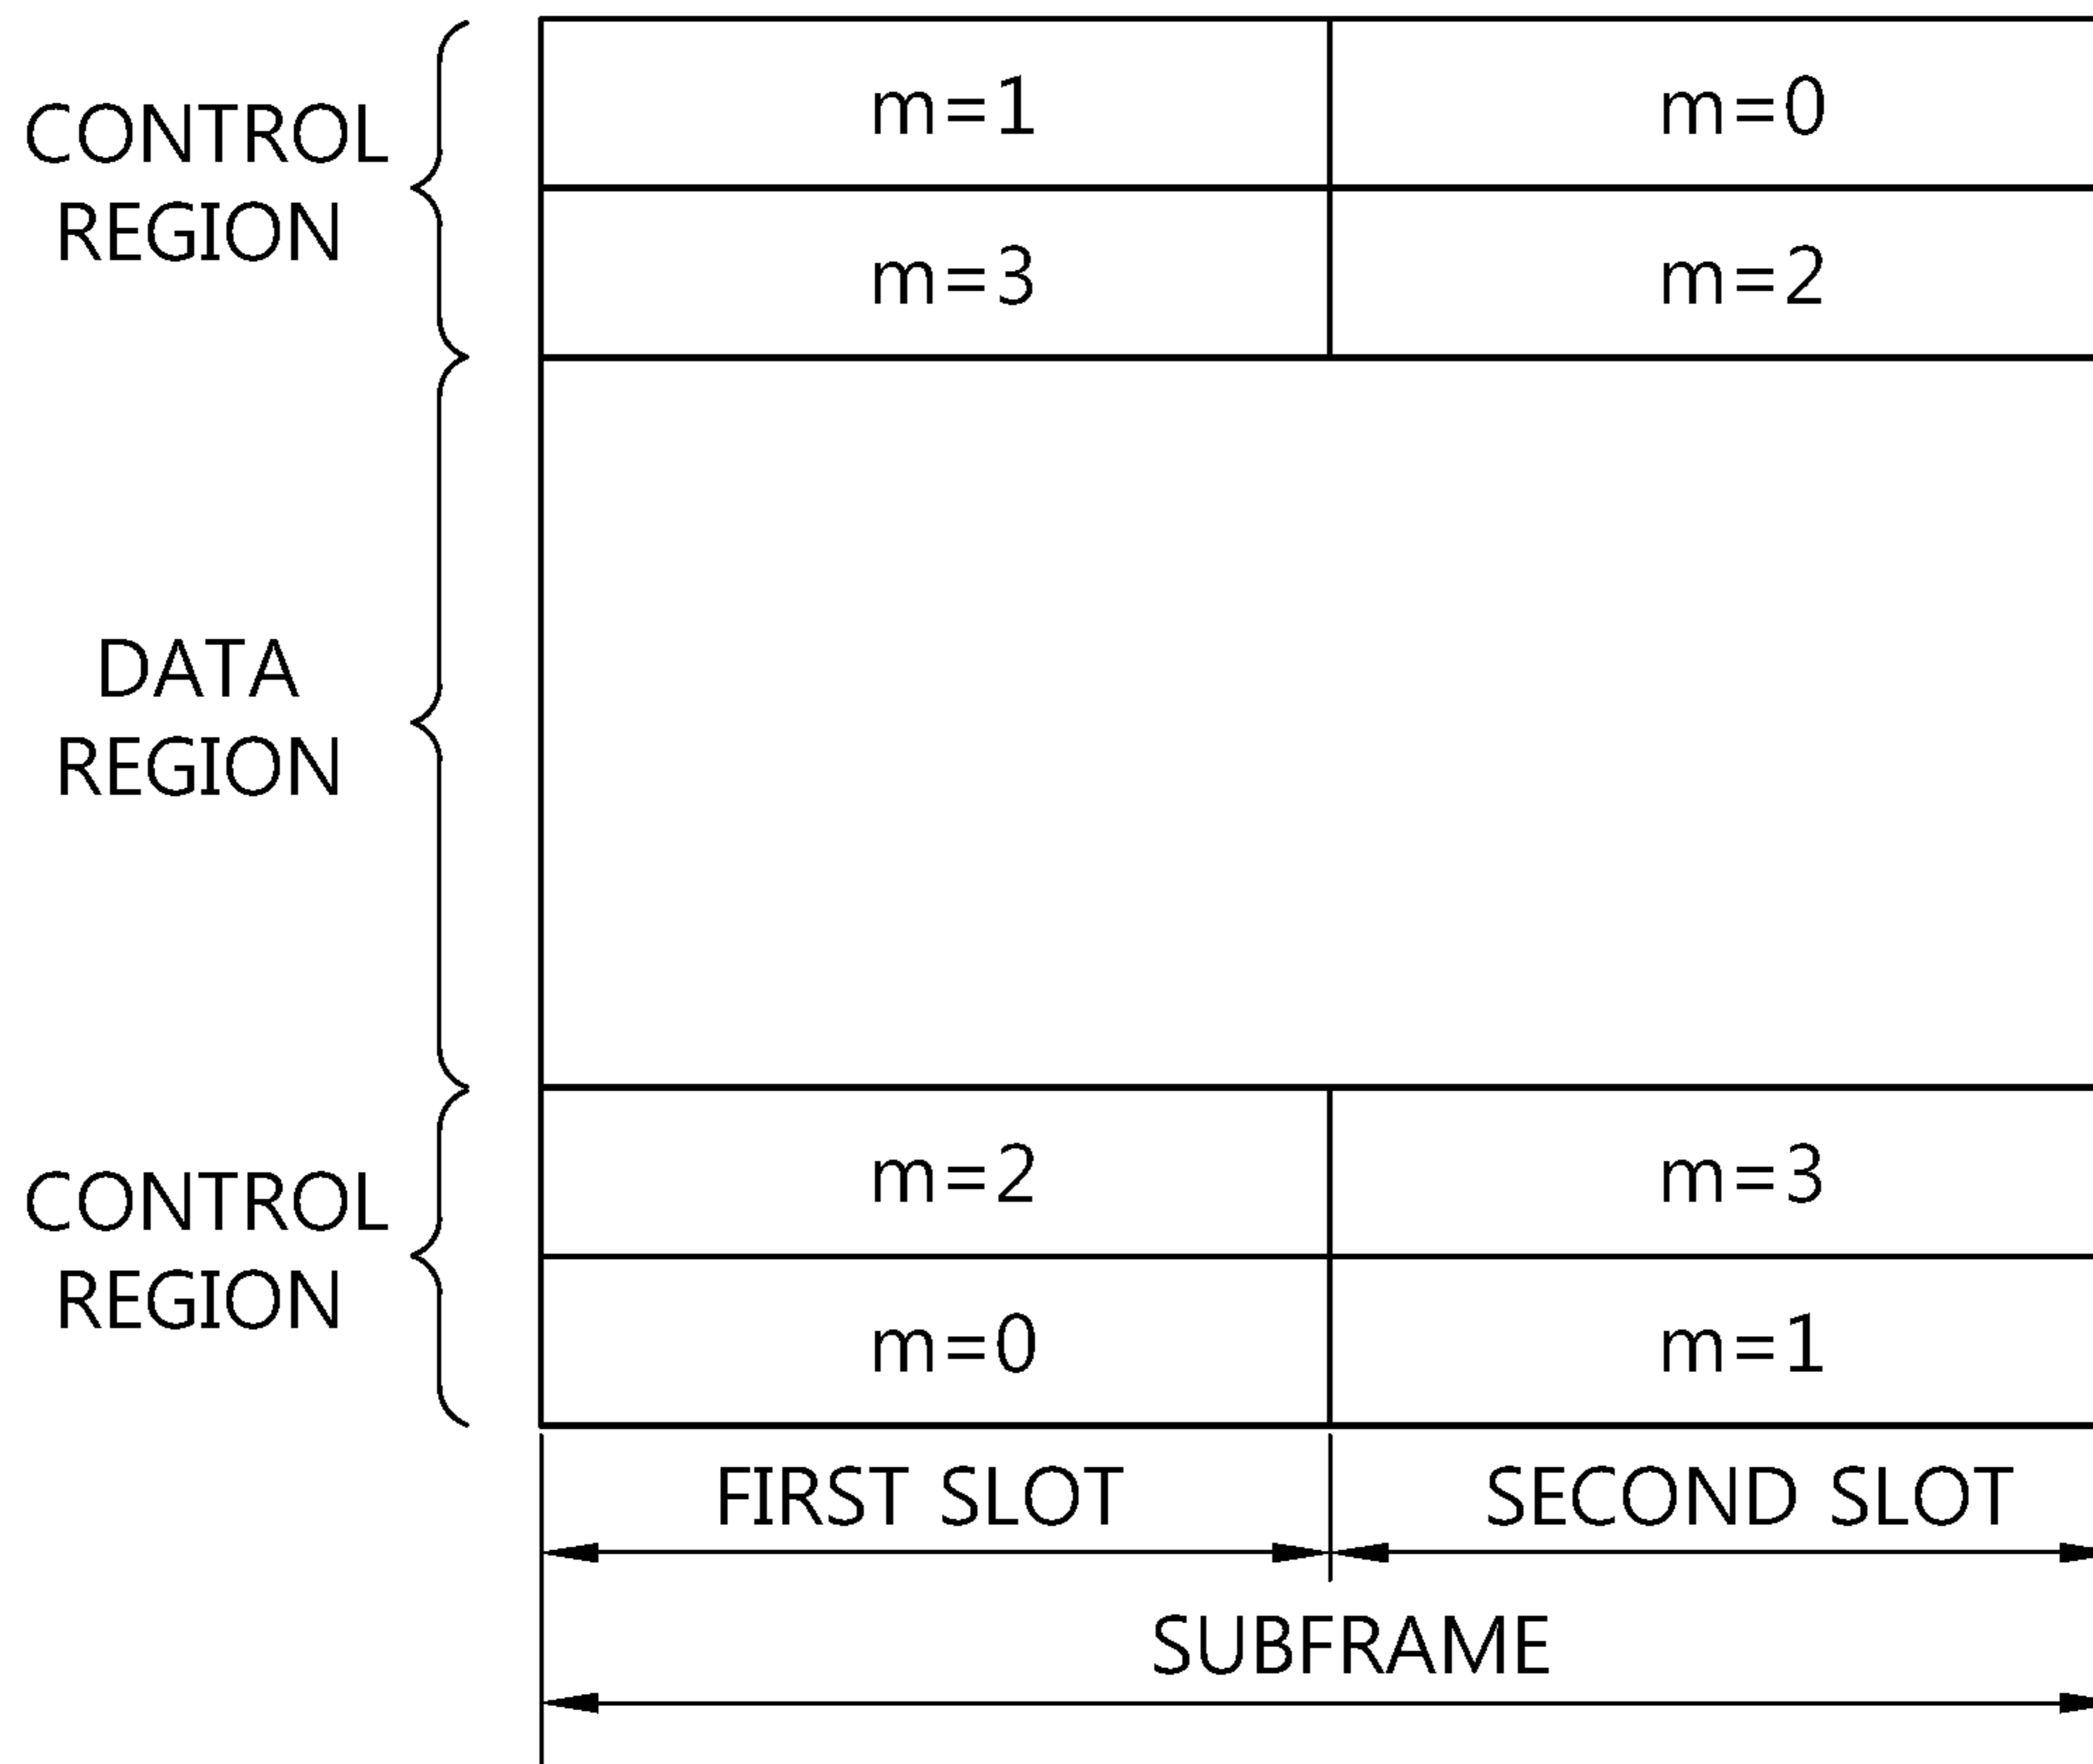 CONTROL
REGION
m=1
m=0
m=3
m=2
DATA
REGION
CONTROL
REGION
m=2
m=3
m=0
m=1
FIRST SLOT
SECOND SLOT
SUBFRAME